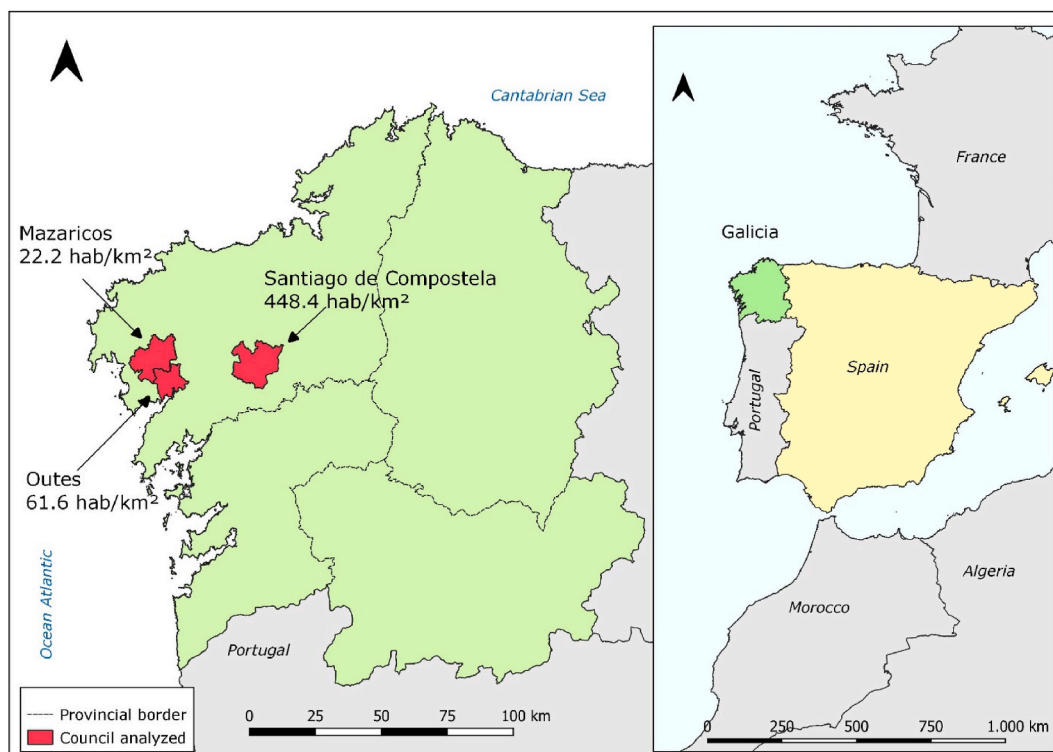 Cantabrian Sea
Mazaricos
22.2 hab/km²
Santiago de Compostela
448.4 hab/km²
Outes
61.6 hab/km²
Ocean Atlantic
Portugal
Provincial border
Council analyzed
0 25 50 75 100 km
France
Galicia
Spain
Portugal
Algeria
Morocco
0 250 500 750 1.000 km